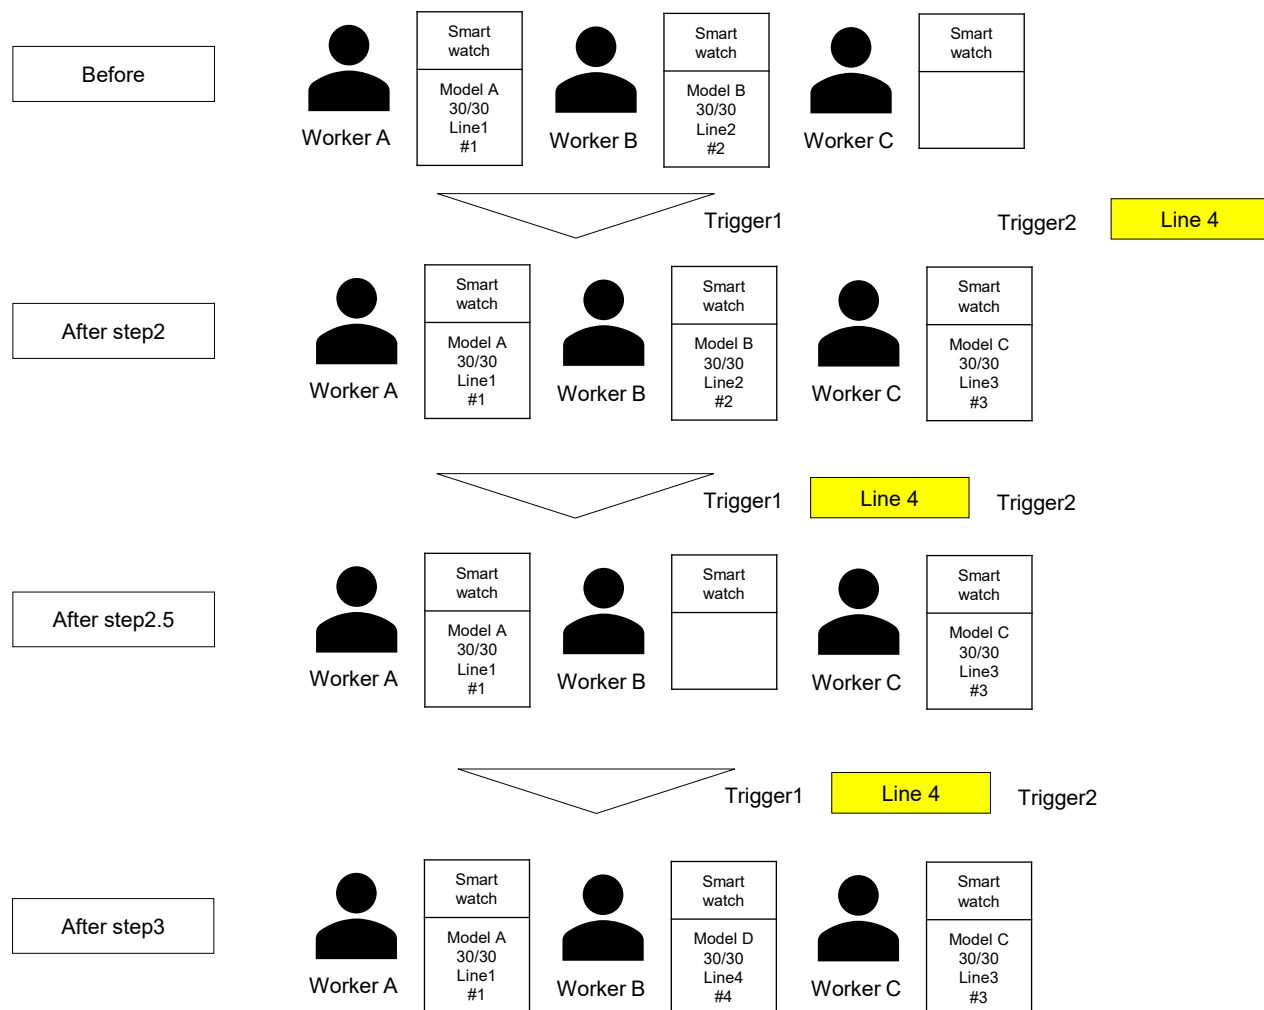 Before
Smart
watch
Model A
30/30
Line1
#1
Worker A
Smart
watch
Model B
30/30
Line2
#2
Worker B
Smart
watch
Worker C
Trigger1
Trigger2
Line 4
After step2
Smart
watch
Model A
30/30
Line1
#1
Worker A
Smart
watch
Model B
30/30
Line2
#2
Worker B
Smart
watch
Model C
30/30
Line3
#3
Worker C
Trigger1
Line 4
Trigger2
After step2.5
Smart
watch
Model A
30/30
Line1
#1
Worker A
Smart
watch
Worker B
Smart
watch
Model C
30/30
Line3
#3
Worker C
Trigger1
Line 4
Trigger2
After step3
Smart
watch
Model A
30/30
Line1
#1
Worker A
Smart
watch
Model D
30/30
Line4
#4
Worker B
Smart
watch
Model C
30/30
Line3
#3
Worker C